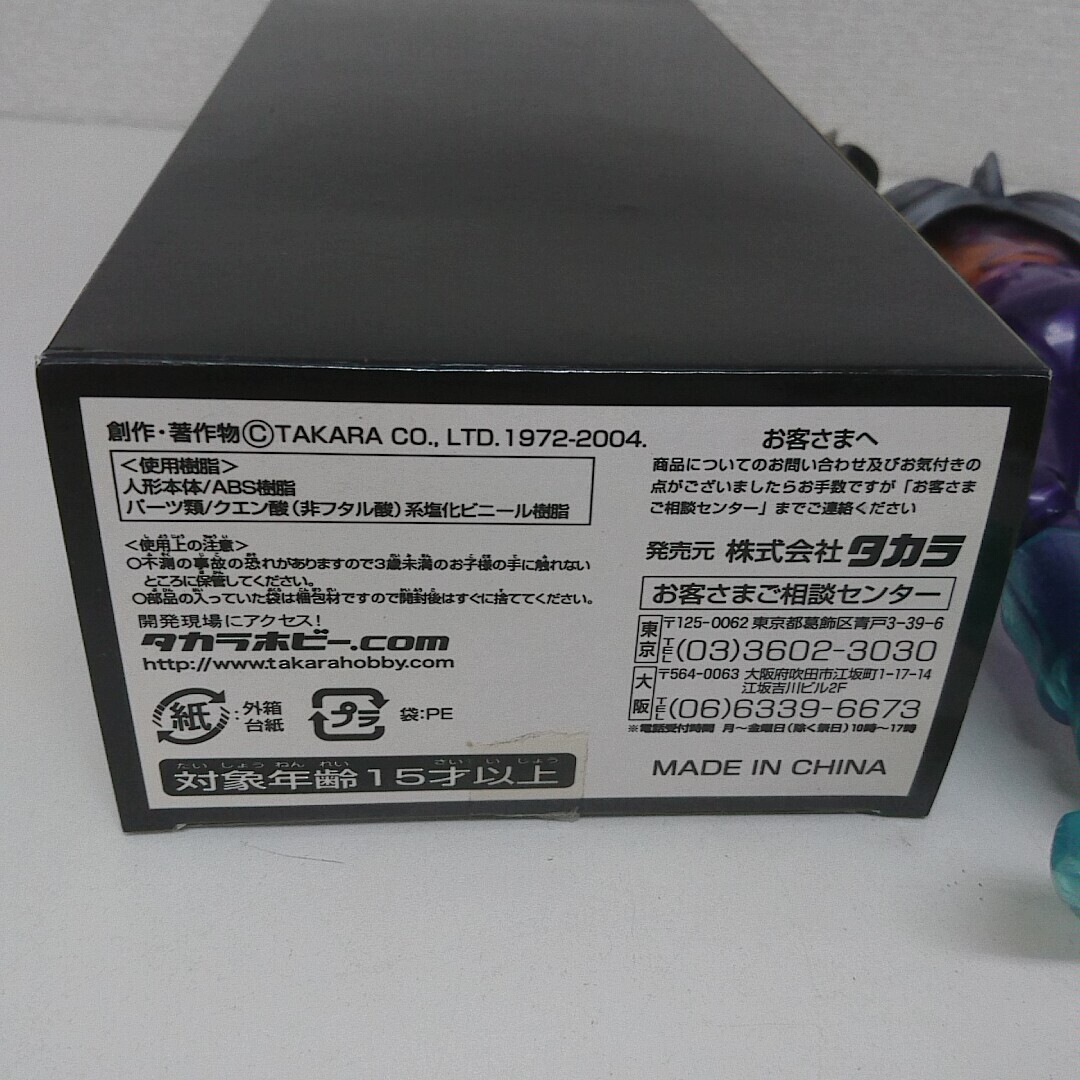 創作・著作物ⒸTAKARA CO., LTD. 1972-2004.
<使用樹脂>
人形本体/ABS樹脂
パーツ類/クエン酸(非フタル酸)系塩化ビニール樹脂
<使用上の注意>
○不測の事故の恐れがありますので3歳未満のお子様の手に触れない
ところに保管してください。
○部品の入っていた袋は梱包材ですので開封後はすぐに捨ててください。
開発現場にアクセス!
タカラホビー.com
http://www.takarahobby.com
紙:外箱
台紙
プラ 袋:PE
たいしょうねんれい さいいじょう
対象年齢15才以上
お客さまへ
商品についてのお問い合わせ及びお気付きの
点がございましたらお手数ですが「お客さま
ご相談センター」までご連絡ください
発売元 株式会社タカラ
お客さまご相談センター
東京 〒125-0062 東京都葛飾区青戸3-39-6
TEL(03)3602-3030
大阪 〒564-0063 大阪府吹田市江坂町1-17-14
江坂吉川ビル2F
TEL(06)6339-6673
※電話受付時間 月~金曜日(除く祭日)10時~17時
MADE IN CHINA